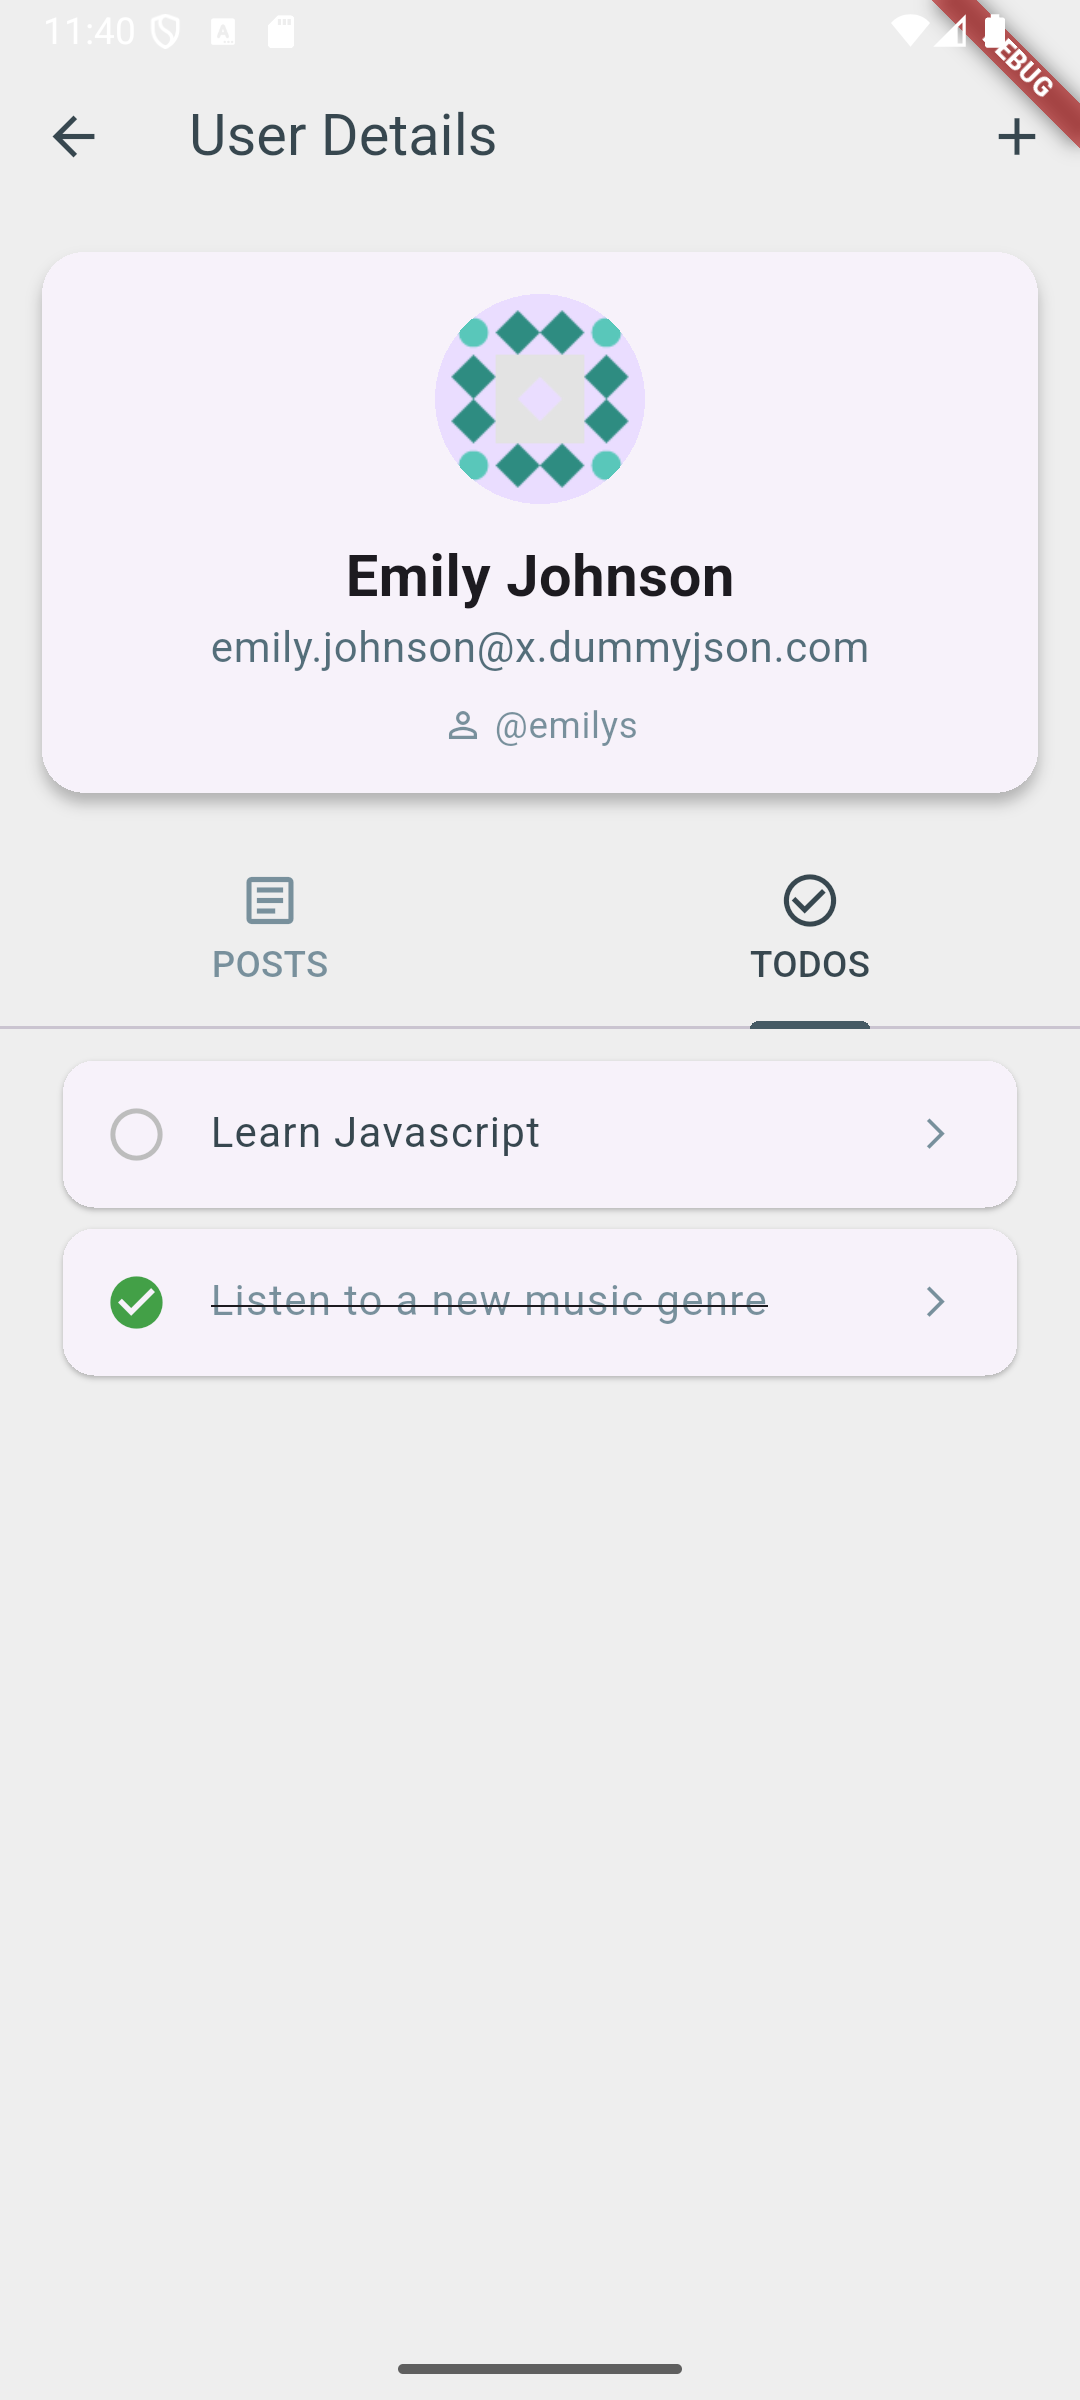 11:40
EBUG
User Details
Emily Johnson
emily.johnson@x.dummyjson.com
@emilys
POSTS
TODOS
Learn Javascript
Listen to a new music genre